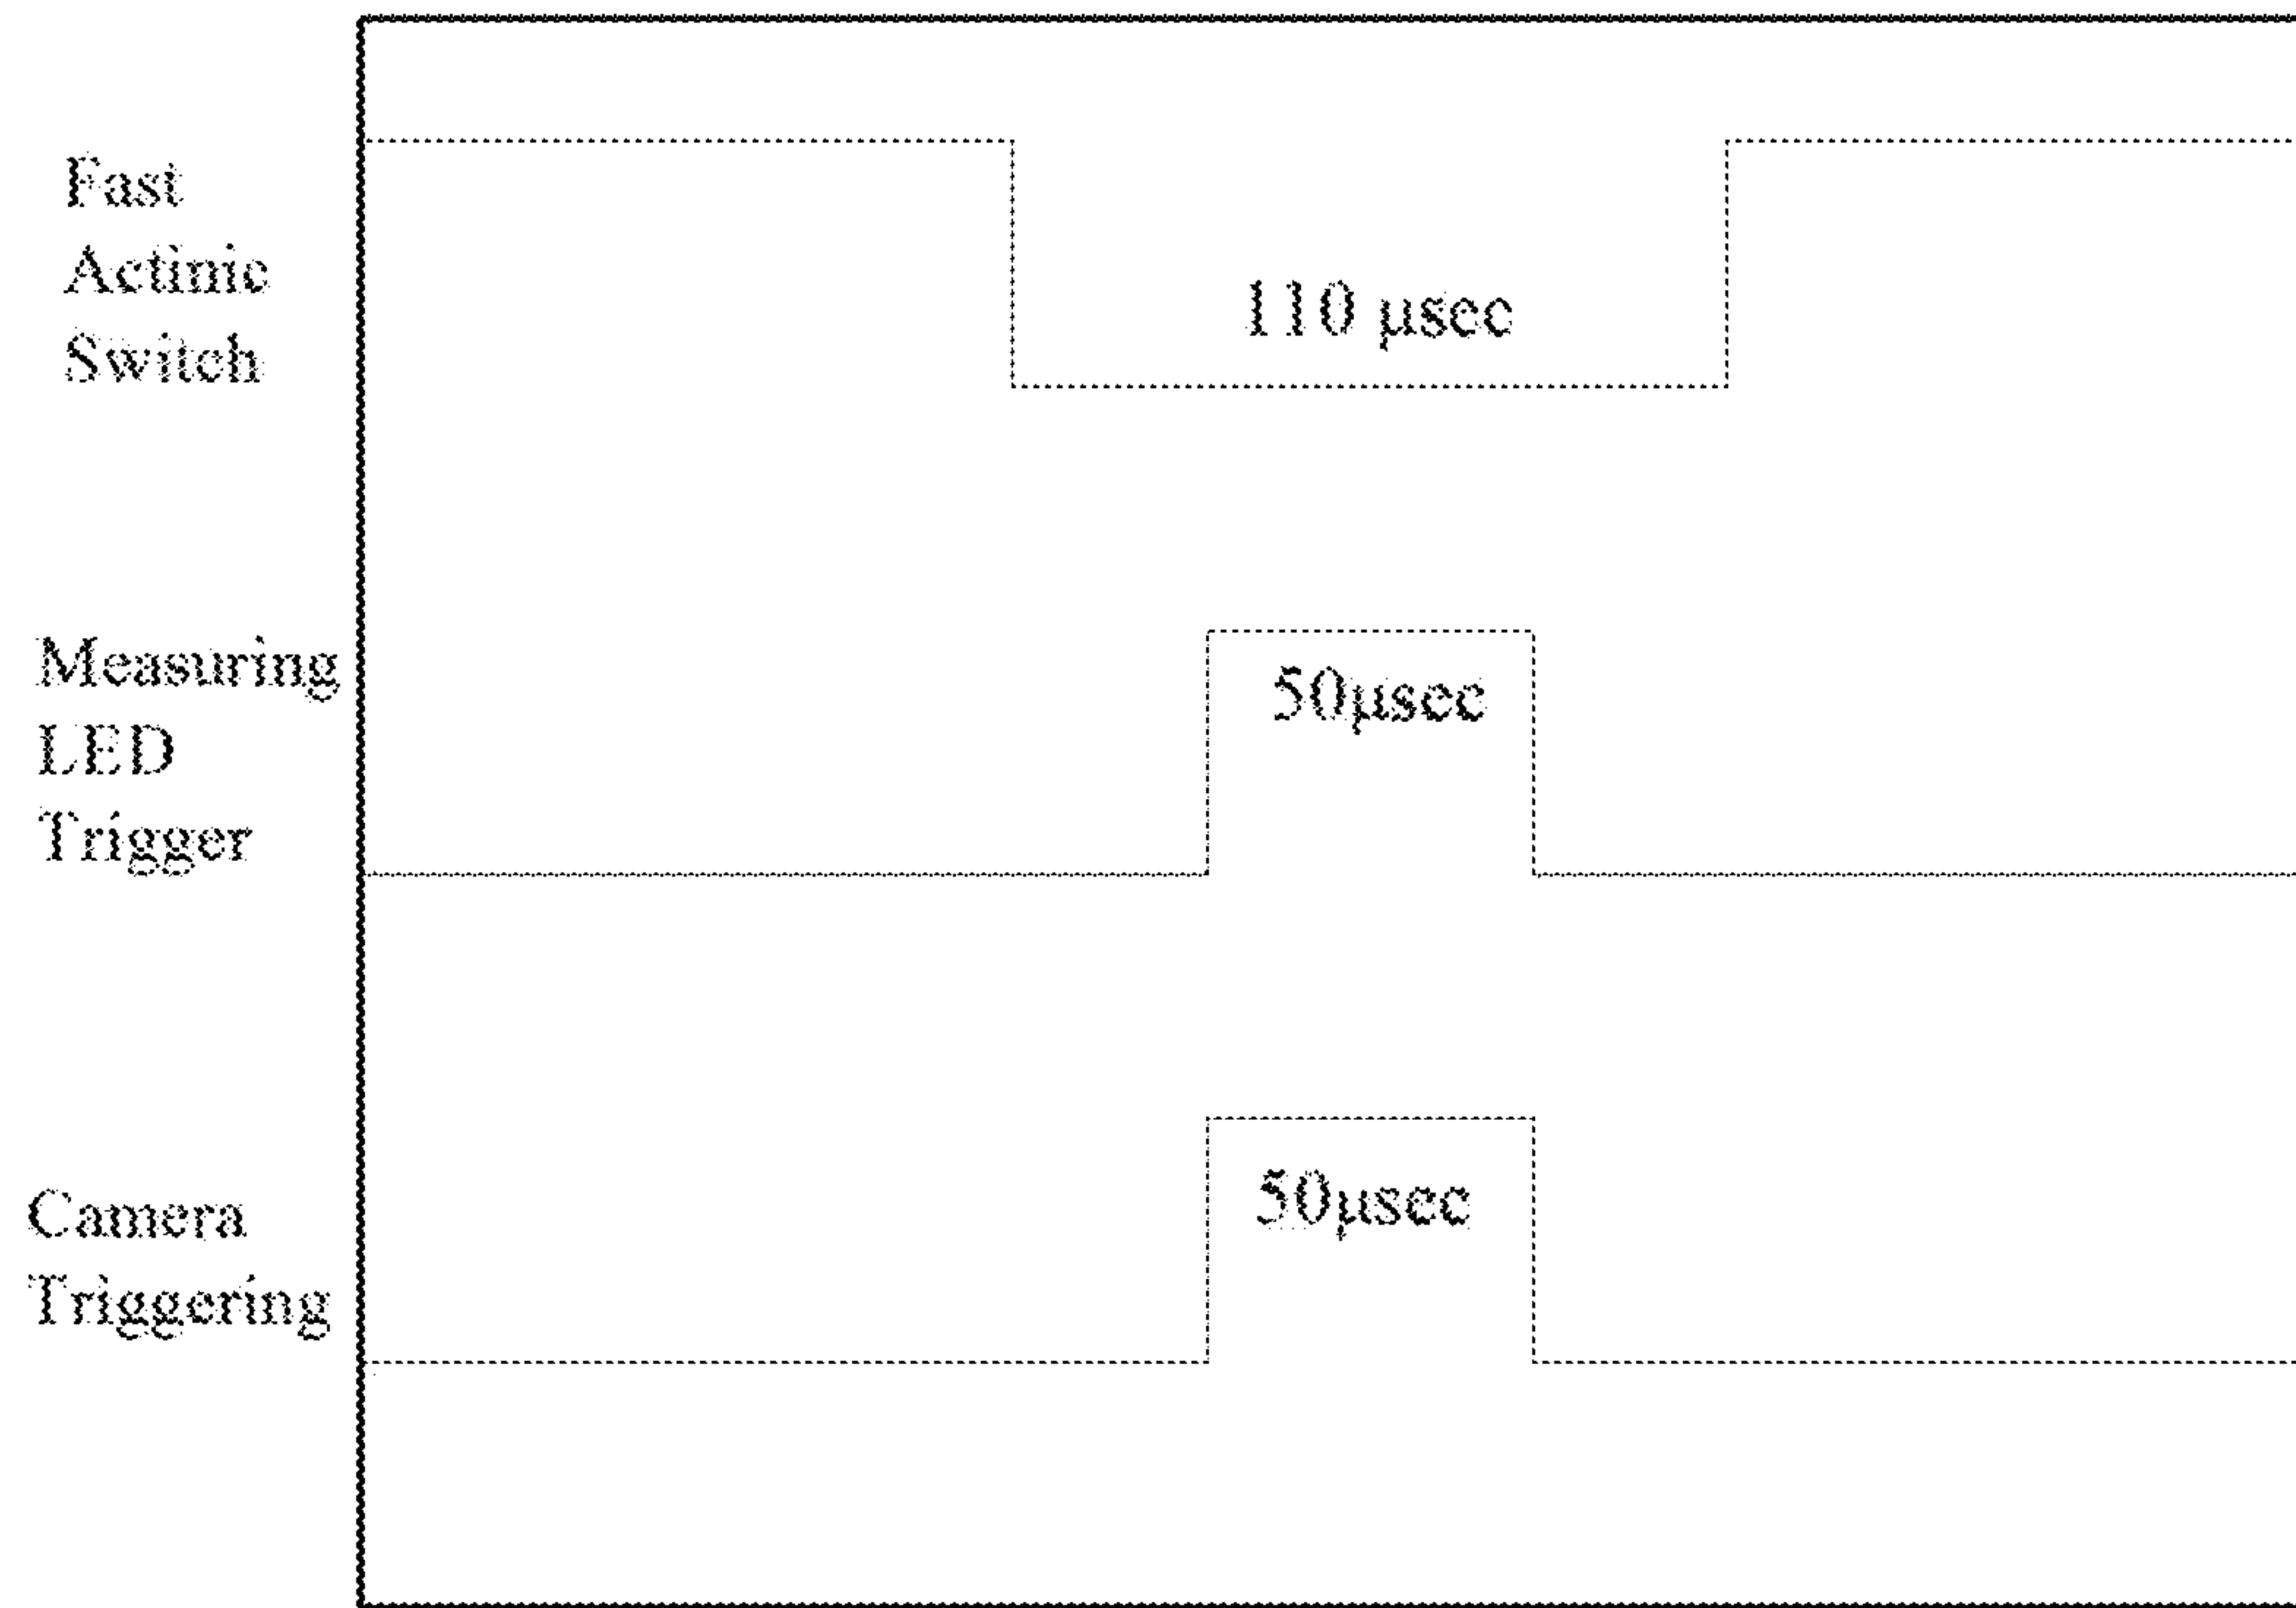 Fast
Actinic
Switch
110 µsec
Measuring
LED
Trigger
50µsec
Camera
Triggering
50µsec